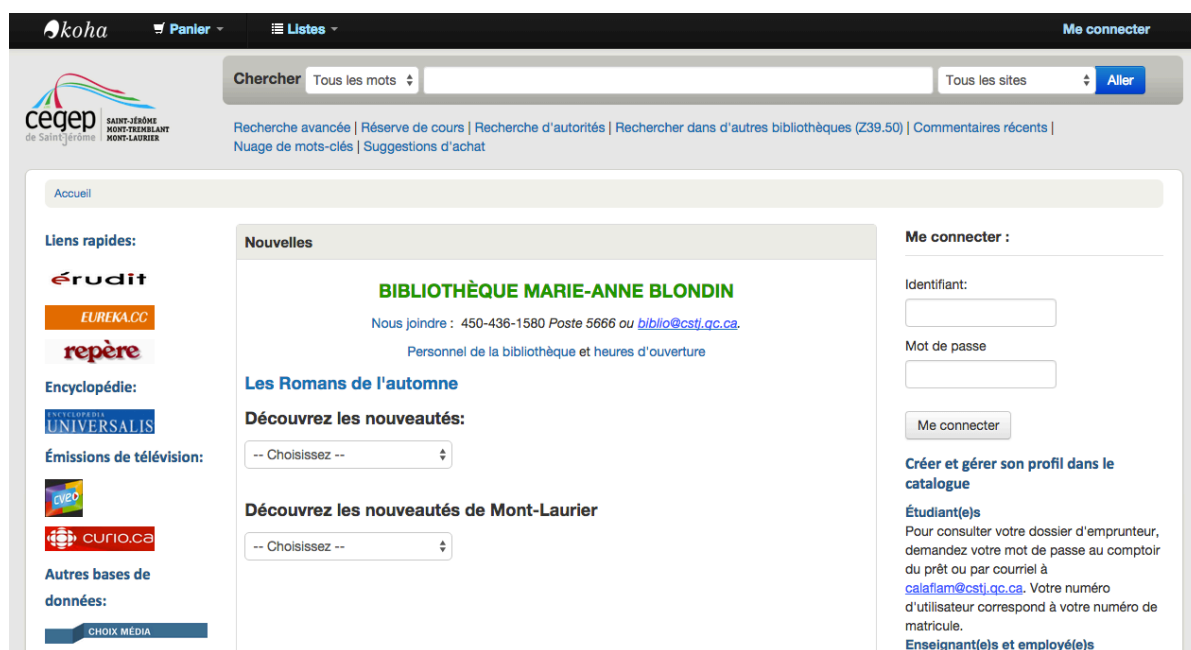 koha
Panier
Listes
Me connecter
cégep
de Saint-Jérôme
SAINT-JÉRÔME
MONT-TREMBLANT
MONT-LAURIER
Chercher
Tous les mots
Tous les sites
Aller
Recherche avancée | Réserve de cours | Recherche d'autorités | Rechercher dans d'autres bibliothèques (Z39.50) | Commentaires récents |
Nuage de mots-clés | Suggestions d'achat
Accueil
Liens rapides:
érudit
EUREKA.CC
repère
Encyclopédie:
ENCYCLOPÆDIA
UNIVERSALIS
Émissions de télévision:
CVEO
curio.ca
Autres bases de
données:
CHOIX MÉDIA
Nouvelles
BIBLIOTHÈQUE MARIE-ANNE BLONDIN
Nous joindre : 450-436-1580 Poste 5666 ou biblio@cstj.qc.ca.
Personnel de la bibliothèque et heures d'ouverture
Les Romans de l'automne
Découvrez les nouveautés:
-- Choisissez --
Découvrez les nouveautés de Mont-Laurier
-- Choisissez --
Me connecter :
Identifiant:
Mot de passe
Me connecter
Créer et gérer son profil dans le
catalogue
Étudiant(e)s
Pour consulter votre dossier d'emprunteur,
demandez votre mot de passe au comptoir
du prêt ou par courriel à
calaflam@cstj.qc.ca. Votre numéro
d'utilisateur correspond à votre numéro de
matricule.
Enseignant(e)s et employé(e)s